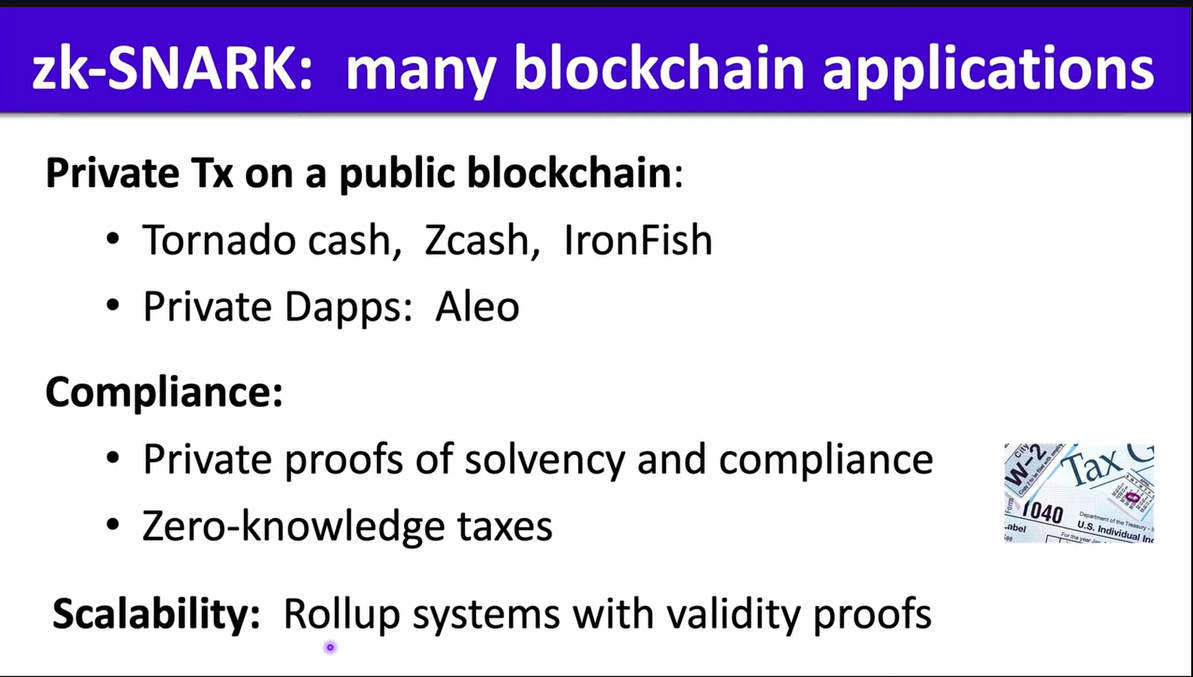 zk-SNARK: many blockchain applications
Private Tx on a public blockchain:
• Tornado cash, Zcash, IronFish
• Private Dapps: Aleo
Compliance:
• Private proofs of solvency and compliance
• Zero-knowledge taxes
W-2
Tax
1040
Department of the Treasury
U.S. Individual
Scalability: Rollup systems with validity proofs